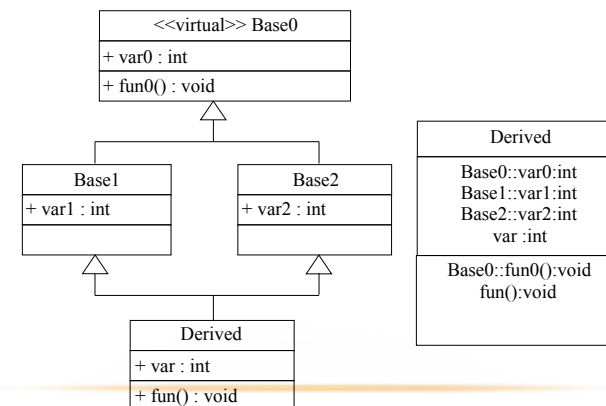 <<virtual>> Base0
+ var0 : int
+ fun0() : void
Base1
+ var1 : int
Base2
+ var2 : int
Derived
+ var : int
+ fun() : void
Derived
Base0::var0:int
Base1::var1:int
Base2::var2:int
var :int
Base0::fun0():void
fun():void